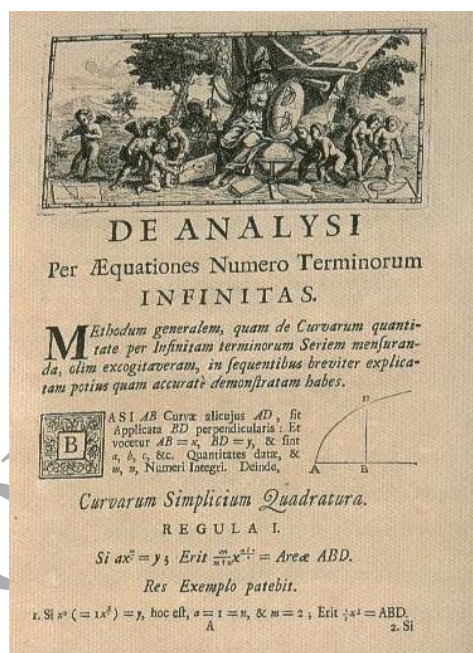 DE ANALYSI
Per Æquationes Numero Terminorum
INFINITAS.
MEthodum generalem, quam de Curvarum quanti-
tate per Infinitam terminorum Seriem mensuran-
da, olim excogitaveram, in sequentibus breviter explica-
tam potius quam accuratè demonstratam habes.
BASI AB Curvæ alicujus AD, sit
Applicata BD perpendicularis : Et
vocetur AB = x, BD = y, & sint
a, b, c, &c. Quantitates datæ, &
m, n, Numeri Integri. Deinde,
D
A B
Curvarum Simplicium Quadratura.
REGULA I.
Si ax^{m/n} = y ; Erit an/(m+n) x^{(m+n)/n} = Areæ ABD.
Res Exemplo patebit.
1. Si x² ( = 1x^{2/1} ) = y, hoc est, a = 1 = n, & m = 2 ; Erit ⅓x³ = ABD.
A 2. Si